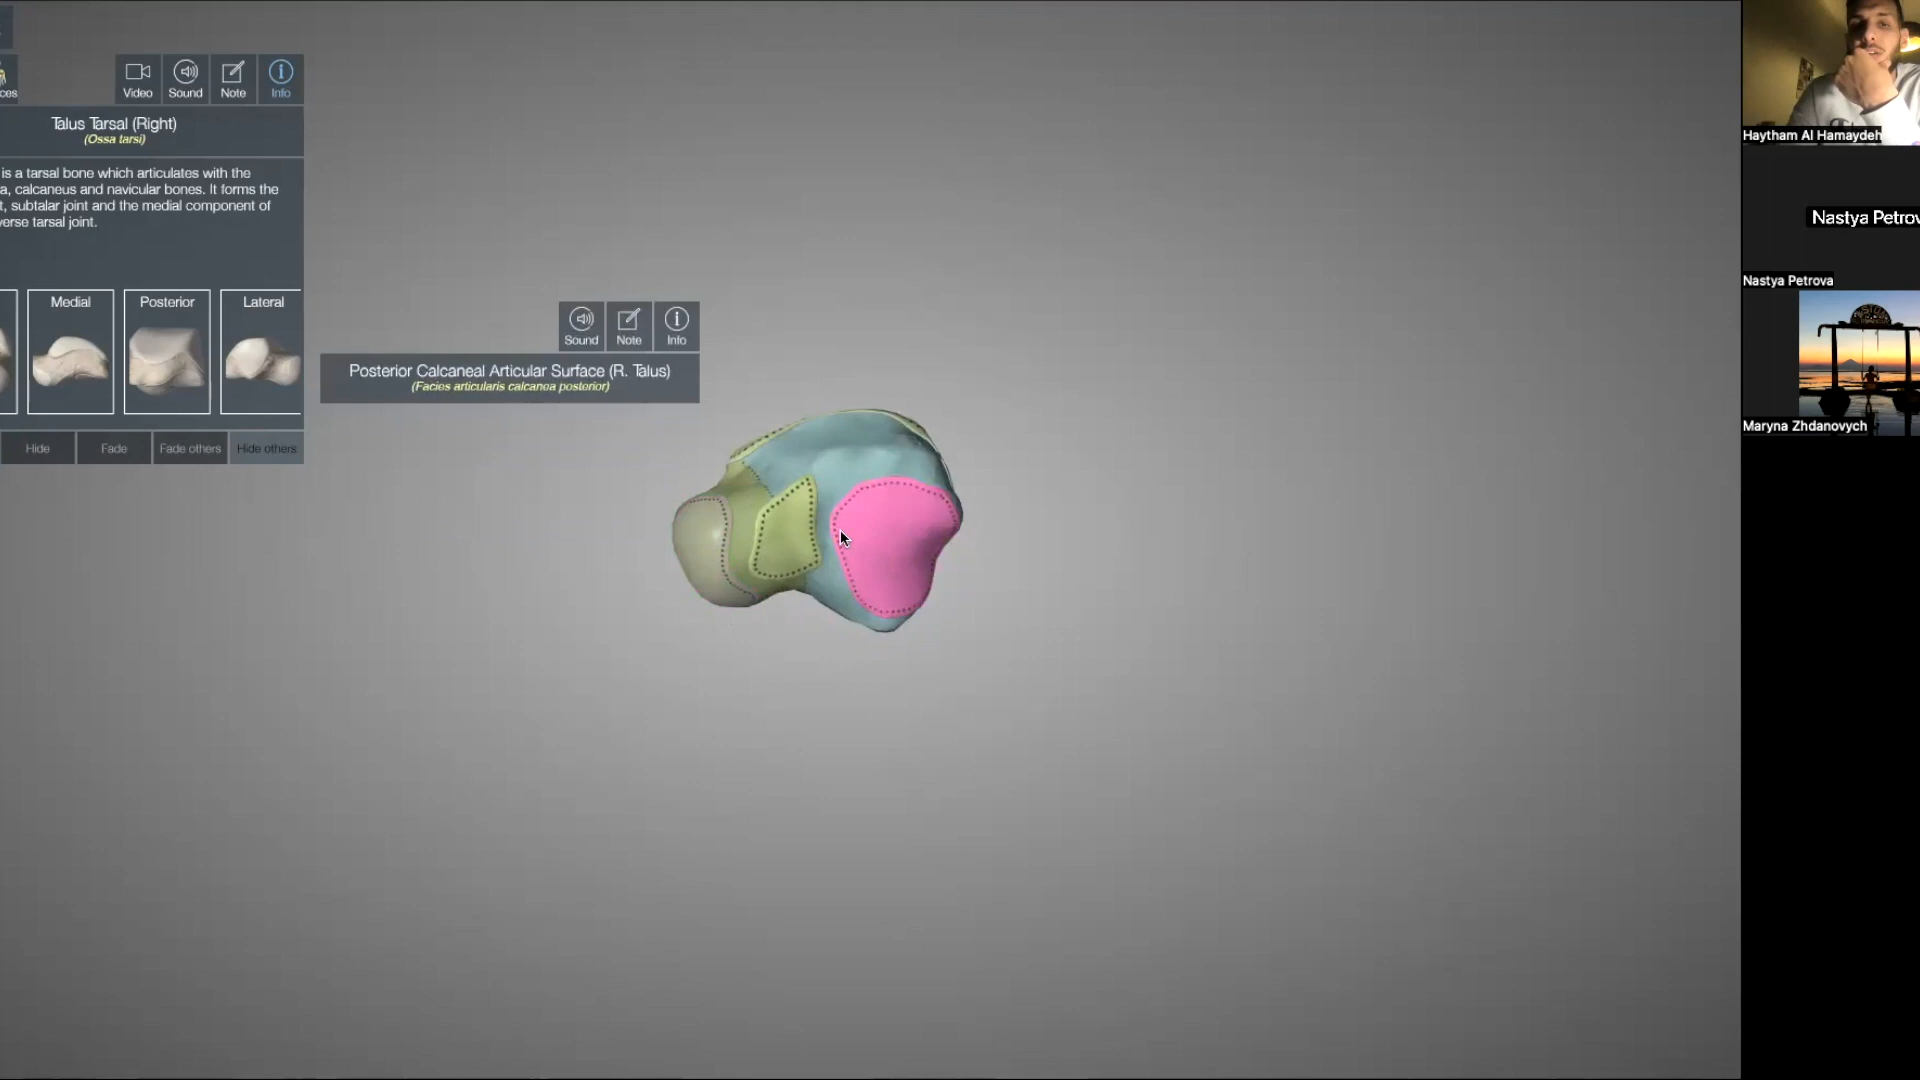 ces
Video
Sound
Note
Info
Talus Tarsal (Right)
(Ossa tarsi)
is a tarsal bone which articulates with the
a, calcaneus and navicular bones. It forms the
t, subtalar joint and the medial component of
verse tarsal joint.
Medial
Posterior
Lateral
Hide
Fade
Fade others
Hide others
Sound
Note
Info
Posterior Calcaneal Articular Surface (R. Talus)
(Facies articularis calcanea posterior)
Haytham Al Hamaydeh
Nastya Petrov
Nastya Petrova
Maryna Zhdanovych